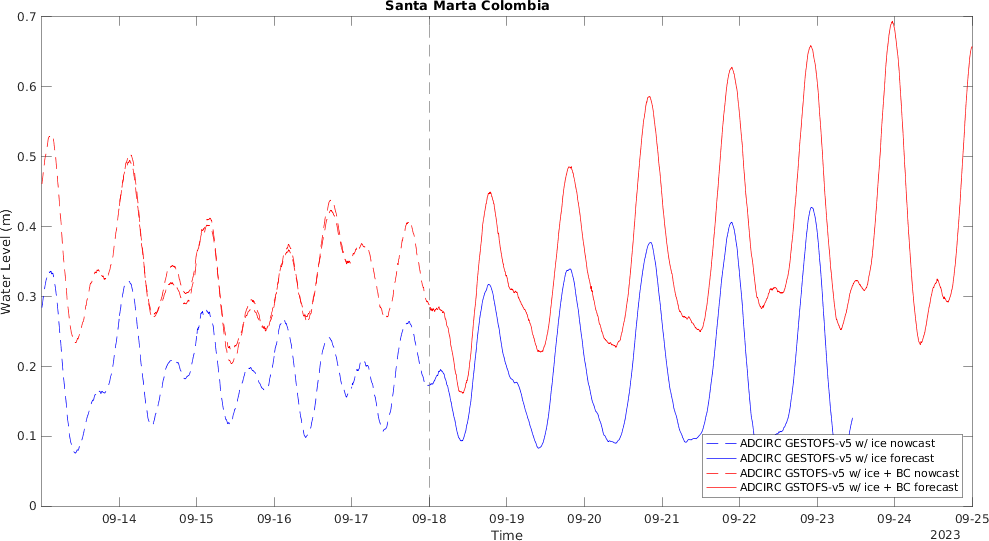 Santa Marta Colombia
0.7
0.6
0.5
0.4
0.3
0.2
0.1
0
Water Level (m)
ADCIRC GESTOFS-v5 w/ ice nowcast
ADCIRC GESTOFS-v5 w/ ice forecast
ADCIRC GSTOFS-v5 w/ ice + BC nowcast
ADCIRC GSTOFS-v5 w/ ice + BC forecast
09-14 09-15 09-16 09-17 09-18 09-19 09-20 09-21 09-22 09-23 09-24 09-25
Time
2023